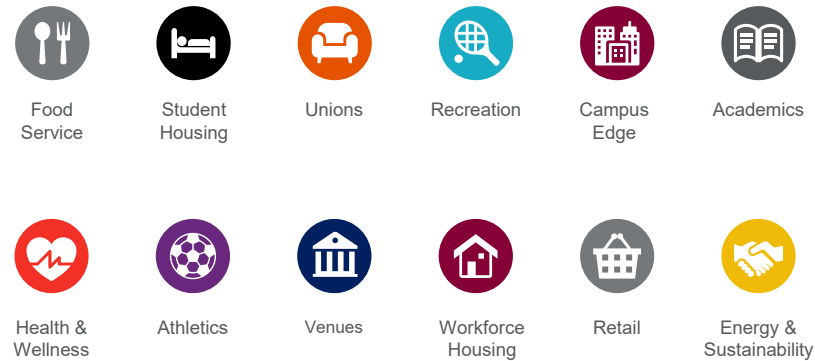 Food
Service
Student
Housing
Unions
Recreation
Campus
Edge
Academics
Health &
Wellness
Athletics
Venues
Workforce
Housing
Retail
Energy &
Sustainability